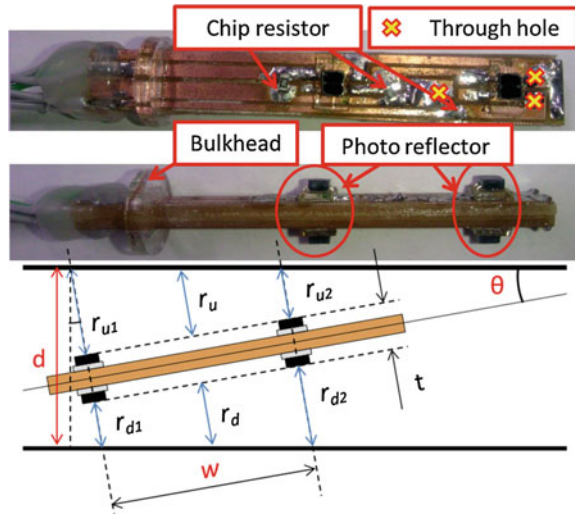 Chip resistor
Through hole
Bulkhead
Photo reflector
θ
r_u1
r_u
r_u2
d
r_d1
r_d
r_d2
t
w